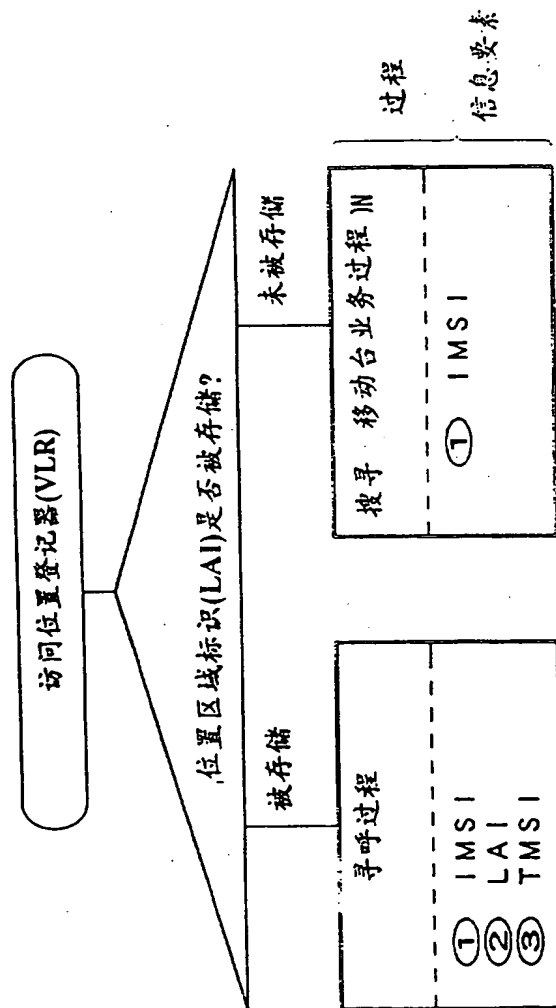 访问位置登记器(VLR)
位置区域标识(LAI)是否被存储?
被存储
未被存储
寻呼过程
① IMSI
② LAI
③ TMSI
搜寻 移动台业务过程)N
① IMSI
过程
信息要素